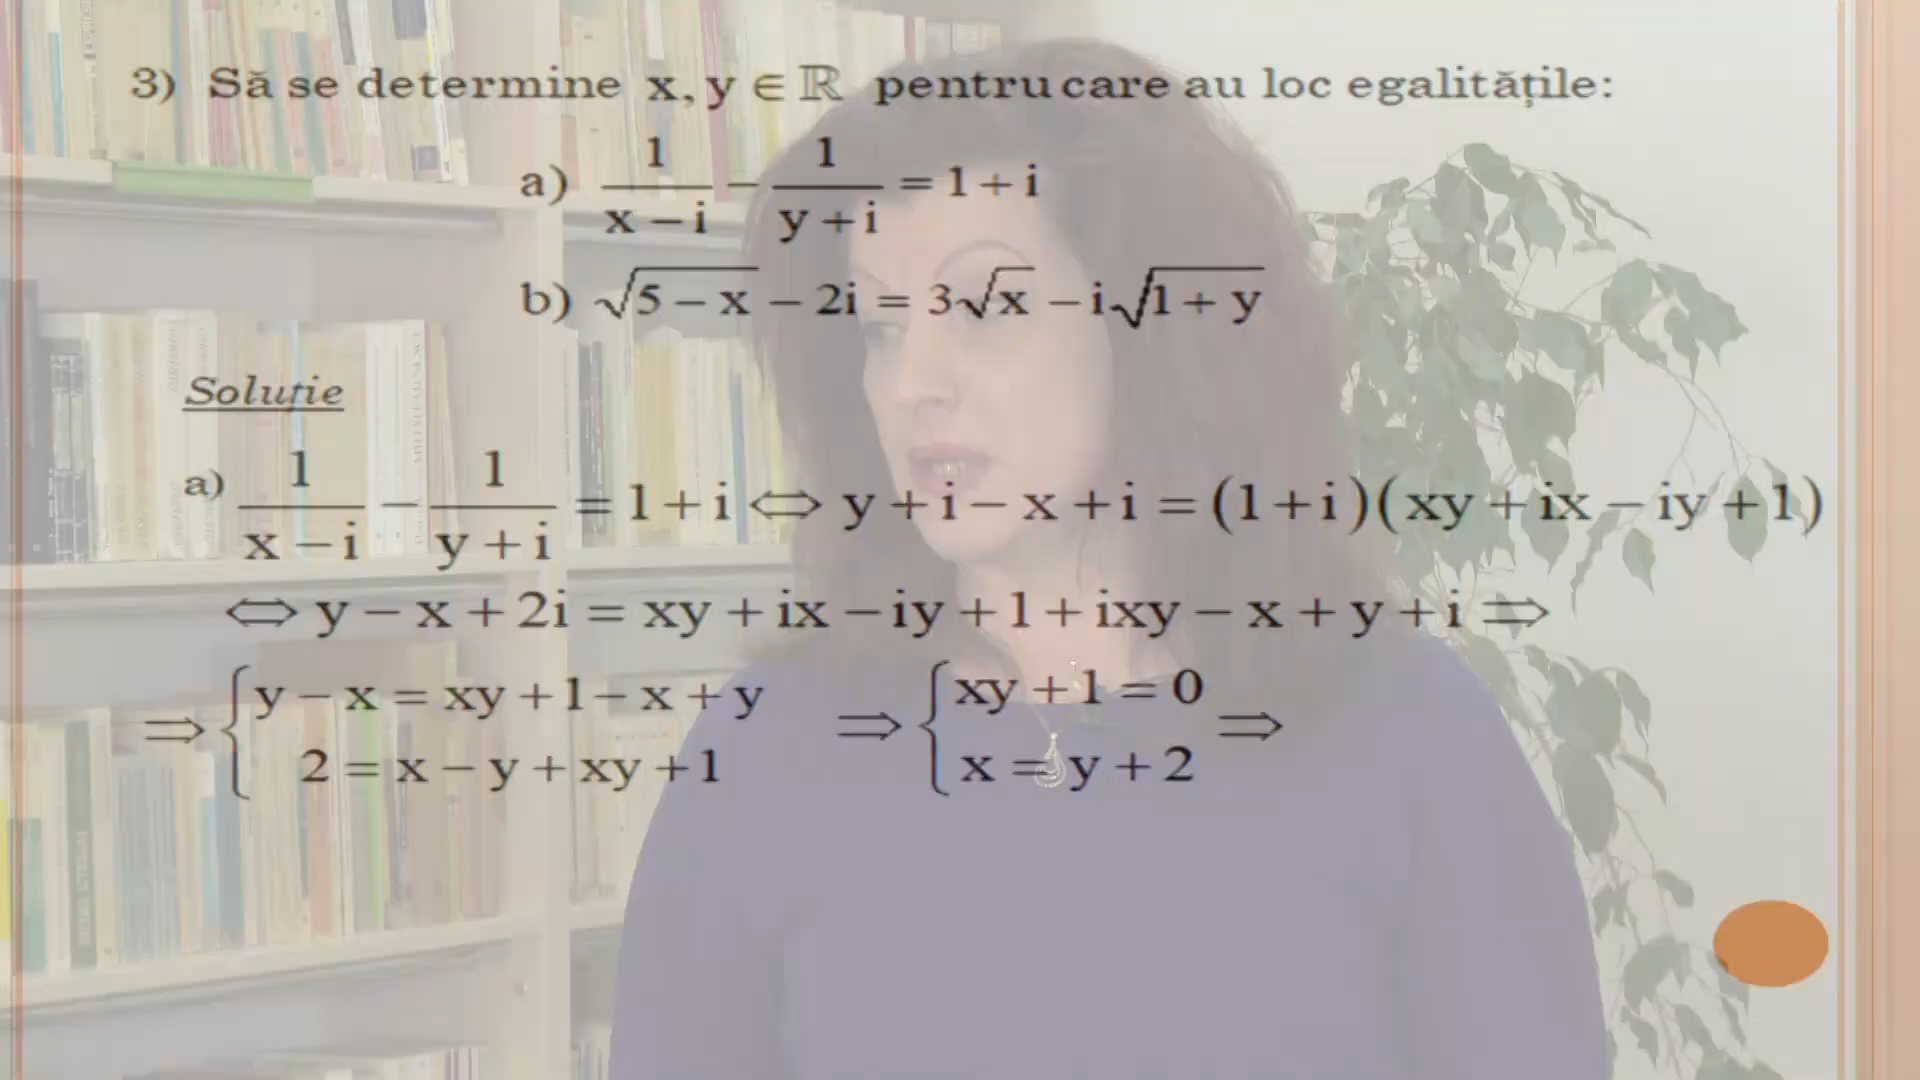 3) Să se determine x, y ∈ ℝ pentru care au loc egalitățile:
a) 1/(x − i) − 1/(y + i) = 1 + i
b) √(5 − x) − 2i = 3√x − i√(1 + y)
Soluție
a) 1/(x − i) − 1/(y + i) = 1 + i ⇔ y + i − x + i = (1 + i)(xy + ix − iy + 1)
⇔ y − x + 2i = xy + ix − iy + 1 + ixy − x + y + i ⇒
⇒ { y − x = xy + 1 − x + y ⇒ { xy + 1 = 0 ⇒
2 = x − y + xy + 1 x = y + 2